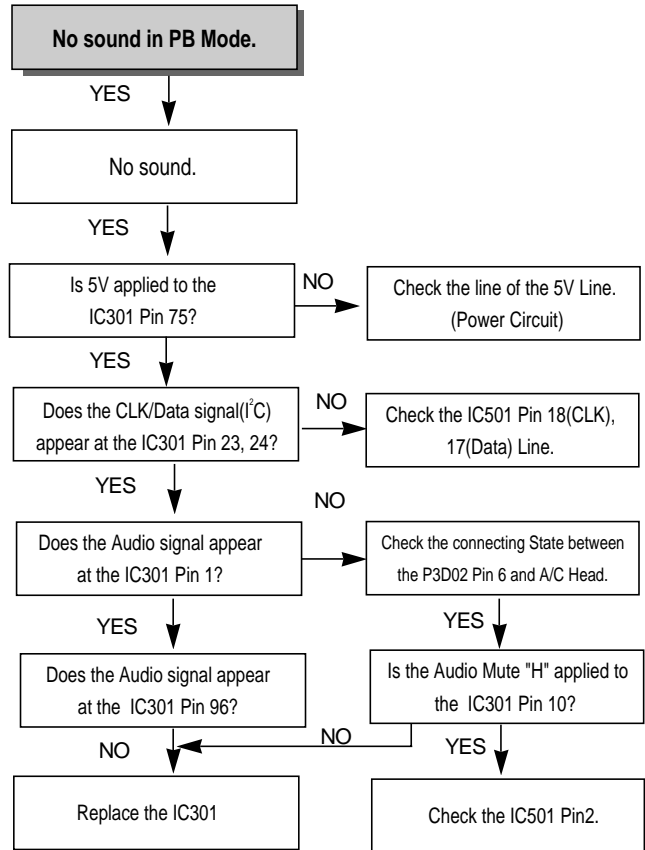 No sound in PB Mode.
YES
No sound.
YES
Is 5V applied to the
IC301 Pin 75?
NO
Check the line of the 5V Line.
(Power Circuit)
YES
Does the CLK/Data signal(I²C)
appear at the IC301 Pin 23, 24?
NO
Check the IC501 Pin 18(CLK),
17(Data) Line.
YES
NO
Does the Audio signal appear
at the IC301 Pin 1?
Check the connecting State between
the P3D02 Pin 6 and A/C Head.
YES
YES
Does the Audio signal appear
at the IC301 Pin 96?
Is the Audio Mute "H" applied to
the IC301 Pin 10?
NO
NO
YES
Replace the IC301
Check the IC501 Pin2.